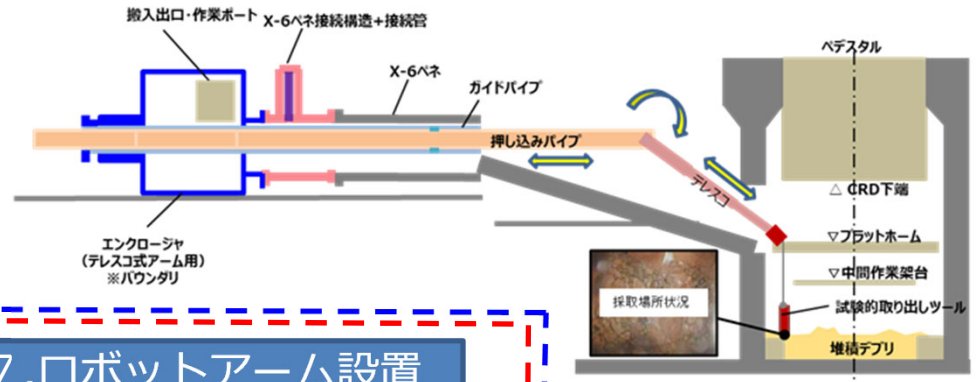 搬入出口・作業ポート
X-6ペネ接続構造+接続管
X-6ペネ
ガイドパイプ
ペデスタル
押し込みパイプ
テレスコ
△ CRD下端
▽プラットホーム
▽中間作業架台
エンクロージャ
(テレスコ式アーム用)
※バウンダリ
採取場所状況
試験的取り出しツール
堆積デブリ
7.ロボットアーム設置